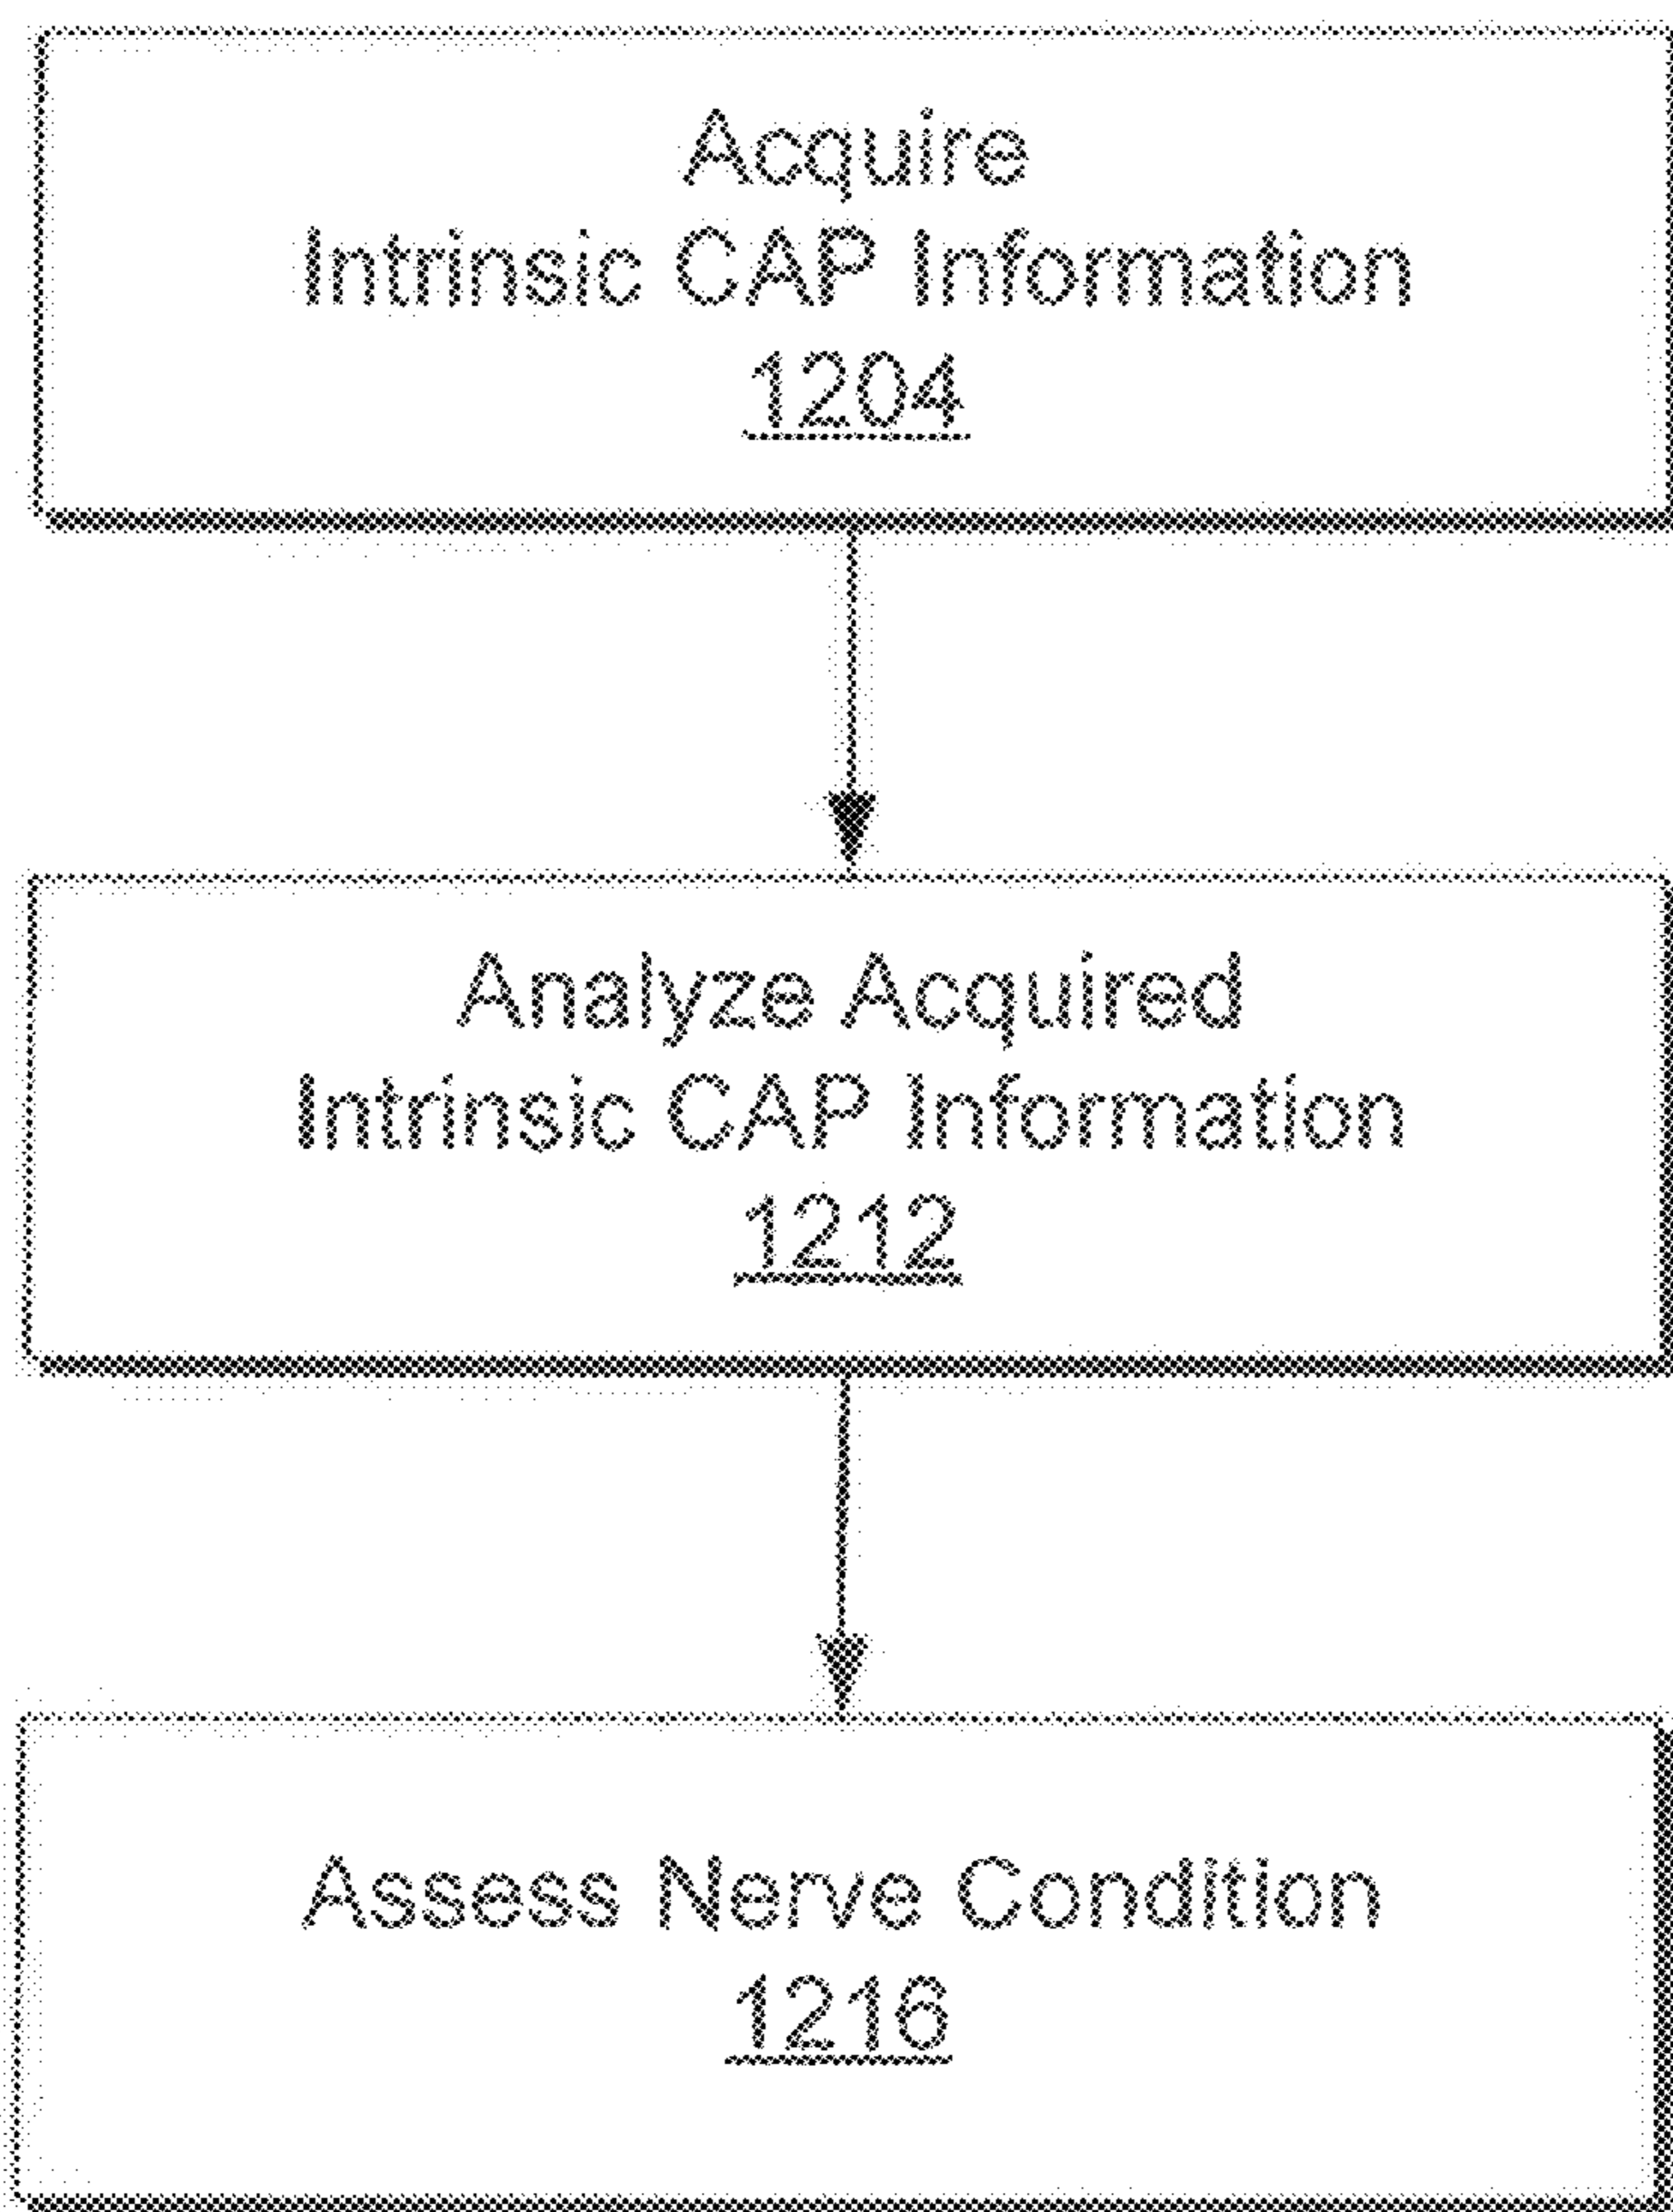 Acquire
Intrinsic CAP Information
1204
Analyze Acquired
Intrinsic CAP Information
1212
Assess Nerve Condition
1216